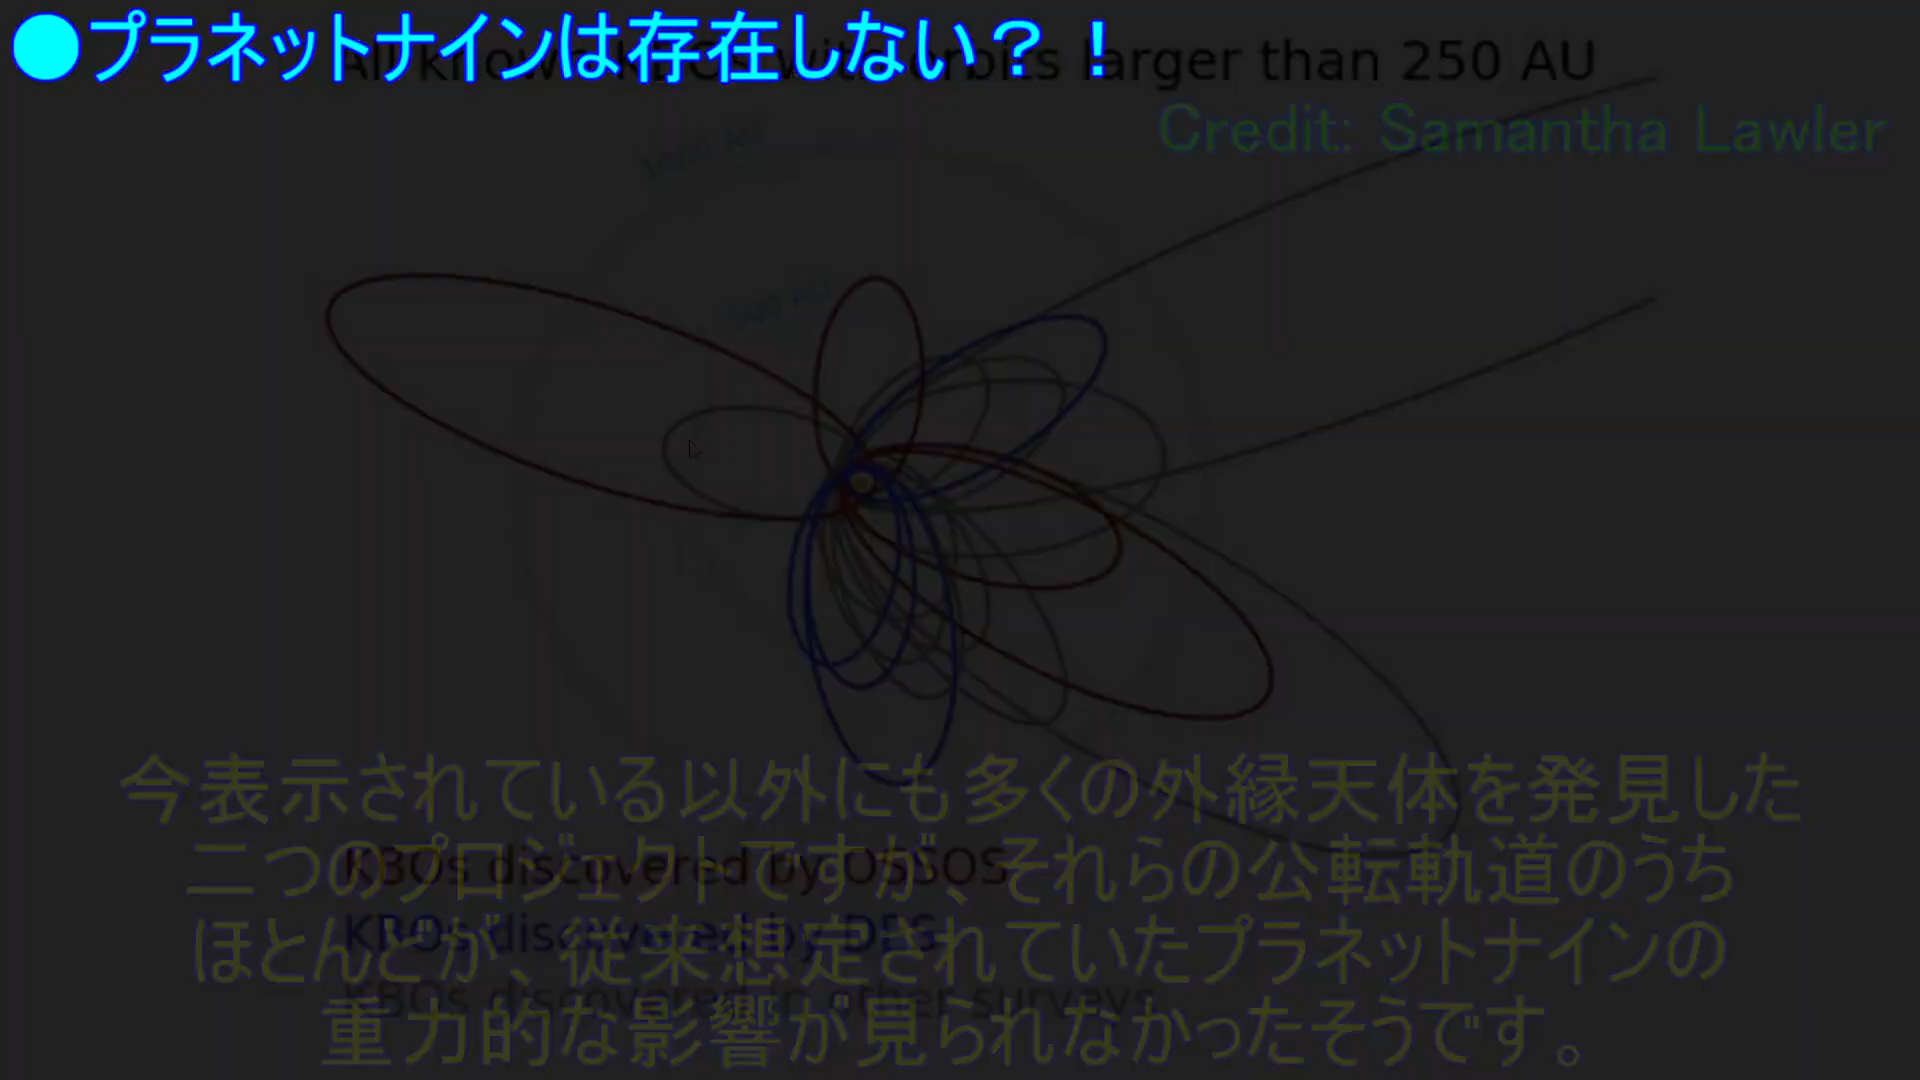 ●プラネットナインは存在しない？！
All known KBOs with orbits larger than 250 AU
Credit: Samantha Lawler
1000 AU
500 AU
今表示されている以外にも多くの外縁天体を発見した
二つのプロジェクトですが、それらの公転軌道のうち
ほとんどが、従来想定されていたプラネットナインの
重力的な影響が見られなかったそうです。
KBOs discovered by OSSOS
KBOs discovered by DES
KBOs discovered in other surveys